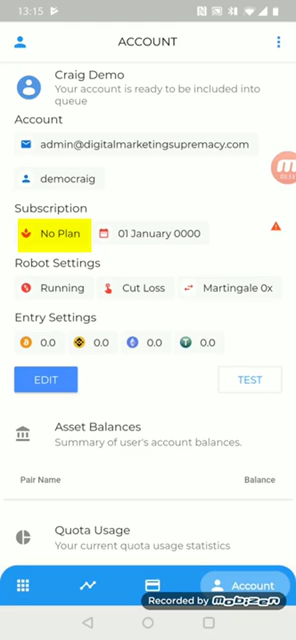 13:15
ACCOUNT
Craig Demo
Your account is ready to be included into
queue
Account
admin@digitalmarketingsupremacy.com
democraig
Subscription
No Plan 01 January 0000
Robot Settings
Running Cut Loss Martingale 0x
Entry Settings
0.0 0.0 0.0 0.0
EDIT TEST
Asset Balances
Summary of user's account balances.
Pair Name Balance
Quota Usage
Your current quota usage statistics
Account
Recorded by mobizen